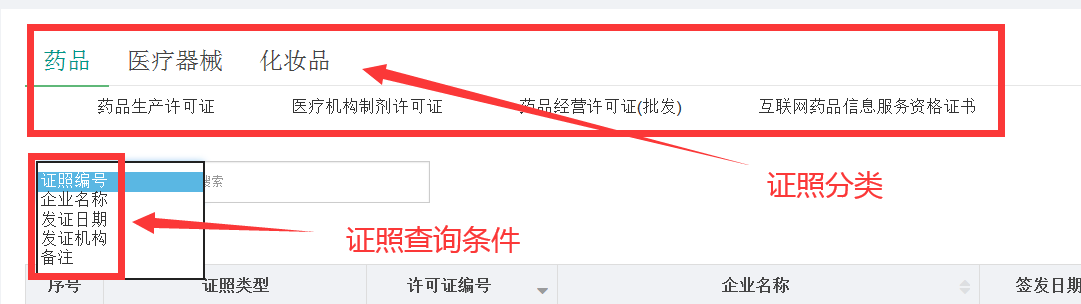 药品 医疗器械 化妆品
药品生产许可证 医疗机构制剂许可证 药品经营许可证(批发) 互联网药品信息服务资格证书
证照分类
证照编号 搜索
企业名称
发证日期
发证机构
备注
证照查询条件
序号 证照类型 许可证编号 企业名称 签发日期